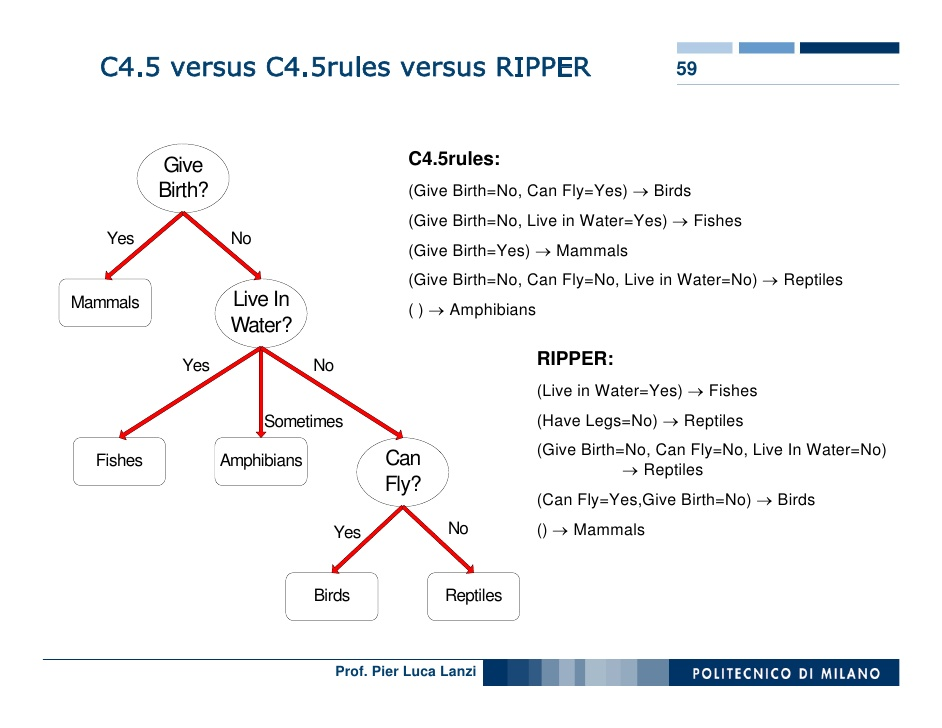 C4.5 versus C4.5rules versus RIPPER
59
Give
Birth?
Yes
No
Mammals
Live In
Water?
Yes
No
Sometimes
Fishes
Amphibians
Can
Fly?
Yes
No
Birds
Reptiles
C4.5rules:
(Give Birth=No, Can Fly=Yes) → Birds
(Give Birth=No, Live in Water=Yes) → Fishes
(Give Birth=Yes) → Mammals
(Give Birth=No, Can Fly=No, Live in Water=No) → Reptiles
( ) → Amphibians
RIPPER:
(Live in Water=Yes) → Fishes
(Have Legs=No) → Reptiles
(Give Birth=No, Can Fly=No, Live In Water=No)
→ Reptiles
(Can Fly=Yes,Give Birth=No) → Birds
() → Mammals
Prof. Pier Luca Lanzi
POLITECNICO DI MILANO